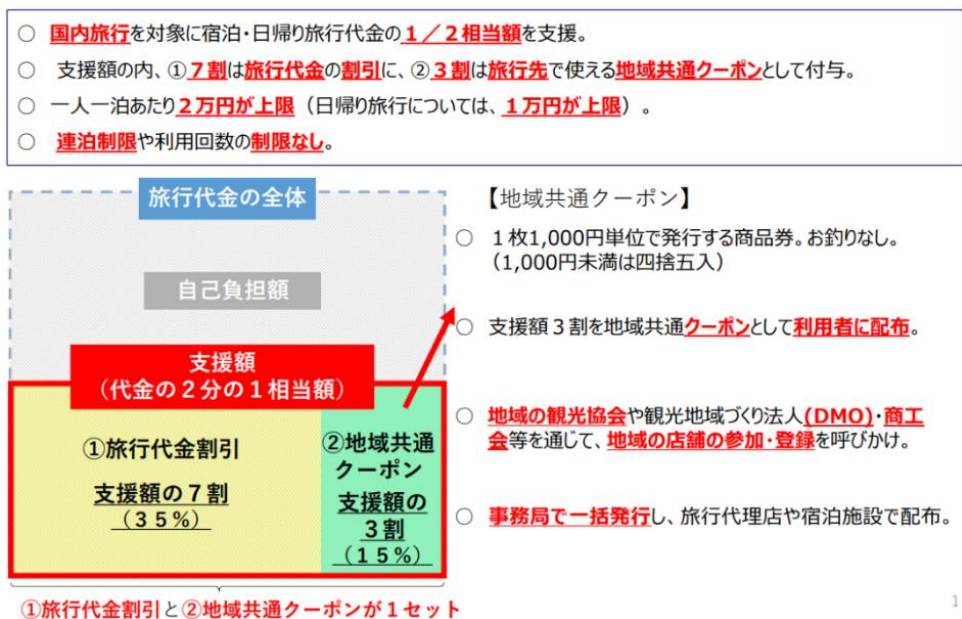 ○ 国内旅行を対象に宿泊・日帰り旅行代金の１／２相当額を支援。
○ 支援額の内、①７割は旅行代金の割引に、②３割は旅行先で使える地域共通クーポンとして付与。
○ 一人一泊あたり２万円が上限（日帰り旅行については、１万円が上限）。
○ 連泊制限や利用回数の制限なし。
旅行代金の全体
自己負担額
支援額
（代金の２分の１相当額）
①旅行代金割引
支援額の７割
（３５％）
②地域共通
クーポン
支援額の
３割
（１５％）
①旅行代金割引と②地域共通クーポンが１セット
【地域共通クーポン】
○ １枚1,000円単位で発行する商品券。お釣りなし。
（1,000円未満は四捨五入）
○ 支援額３割を地域共通クーポンとして利用者に配布。
○ 地域の観光協会や観光地域づくり法人(DMO)・商工
会等を通じて、地域の店舗の参加・登録を呼びかけ。
○ 事務局で一括発行し、旅行代理店や宿泊施設で配布。
1